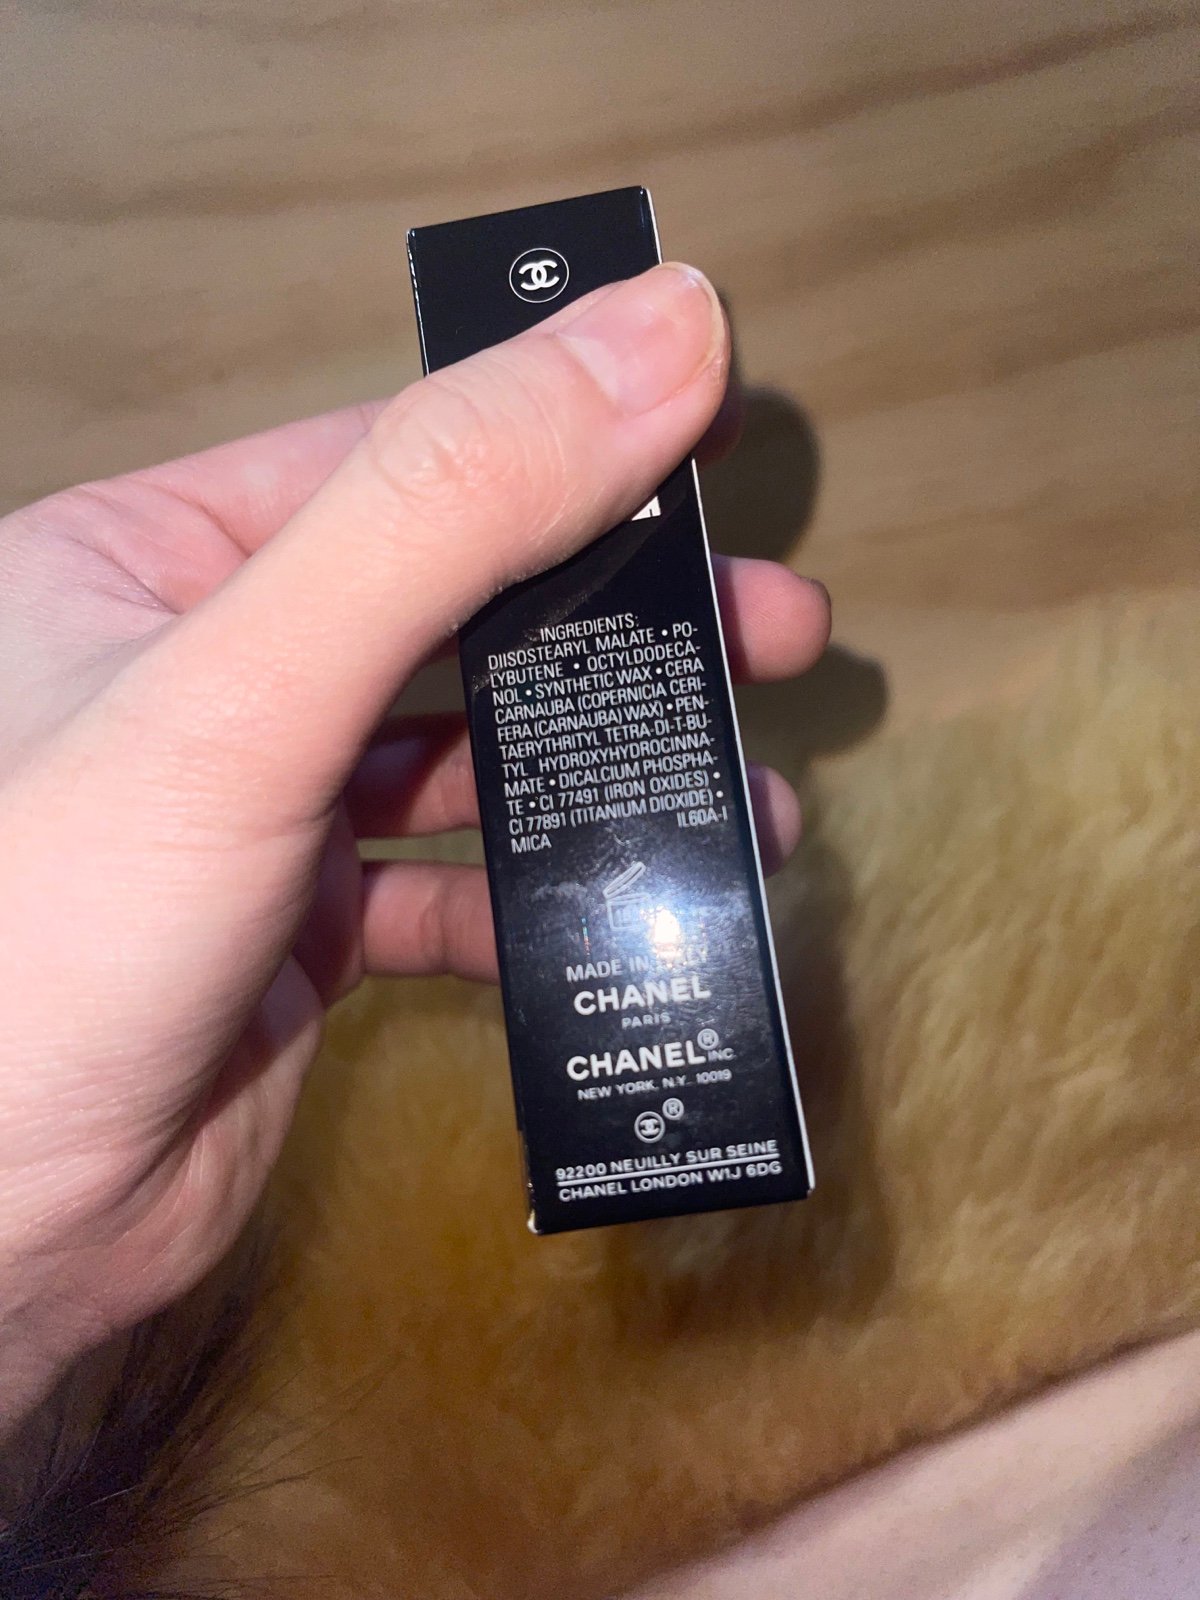 INGREDIENTS:
DIISOSTEARYL MALATE • PO-
LYBUTENE • OCTYLDODECA-
NOL • SYNTHETIC WAX • CERA
CARNAUBA (COPERNICIA CERI-
FERA (CARNAUBA) WAX) • PEN-
TAERYTHRITYL TETRA-DI-T-BU-
TYL HYDROXYHYDROCINNA-
MATE • DICALCIUM PHOSPHA-
TE • CI 77491 (IRON OXIDES) •
CI 77891 (TITANIUM DIOXIDE) •
MICA IL60A-I
MADE IN
CHANEL
PARIS
CHANEL® INC.
NEW YORK, N.Y. 10019
®
92200 NEUILLY SUR SEINE
CHANEL LONDON W1J 6DG